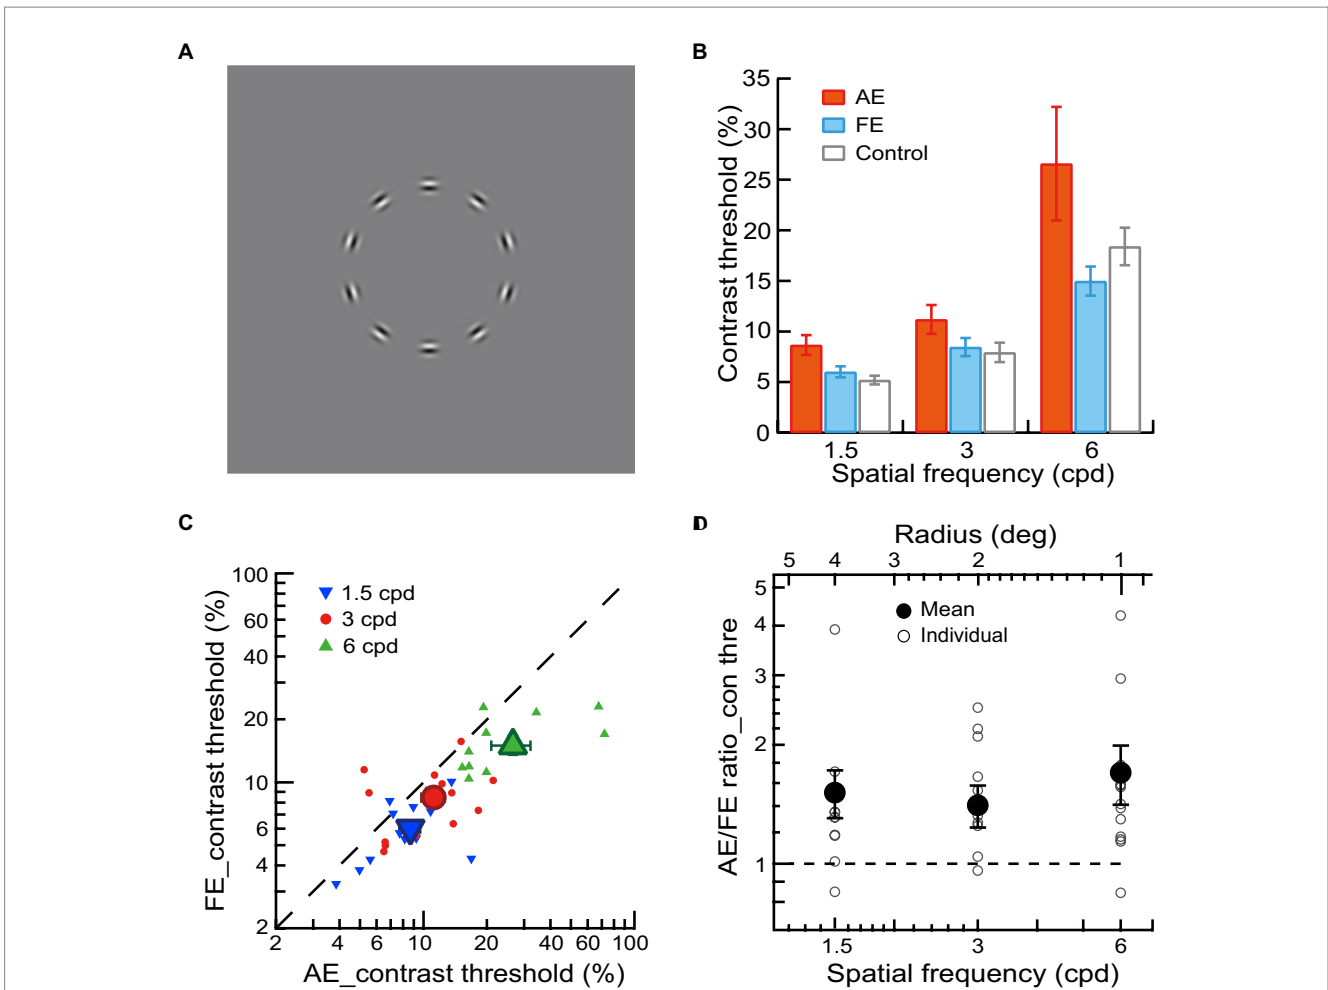 A
B
35
30
25
20
15
10
5
0
Contrast threshold (%)
AE
FE
Control
1.5 3 6
Spatial frequency (cpd)
C
100
60
40
20
10
6
4
2
FE_contrast threshold (%)
1.5 cpd
3 cpd
6 cpd
2 4 6 10 20 40 60 100
AE_contrast threshold (%)
D
Radius (deg)
5 4 3 2 1
5
4
3
2
1
AE/FE ratio_con thre
Mean
Individual
1.5 3 6
Spatial frequency (cpd)